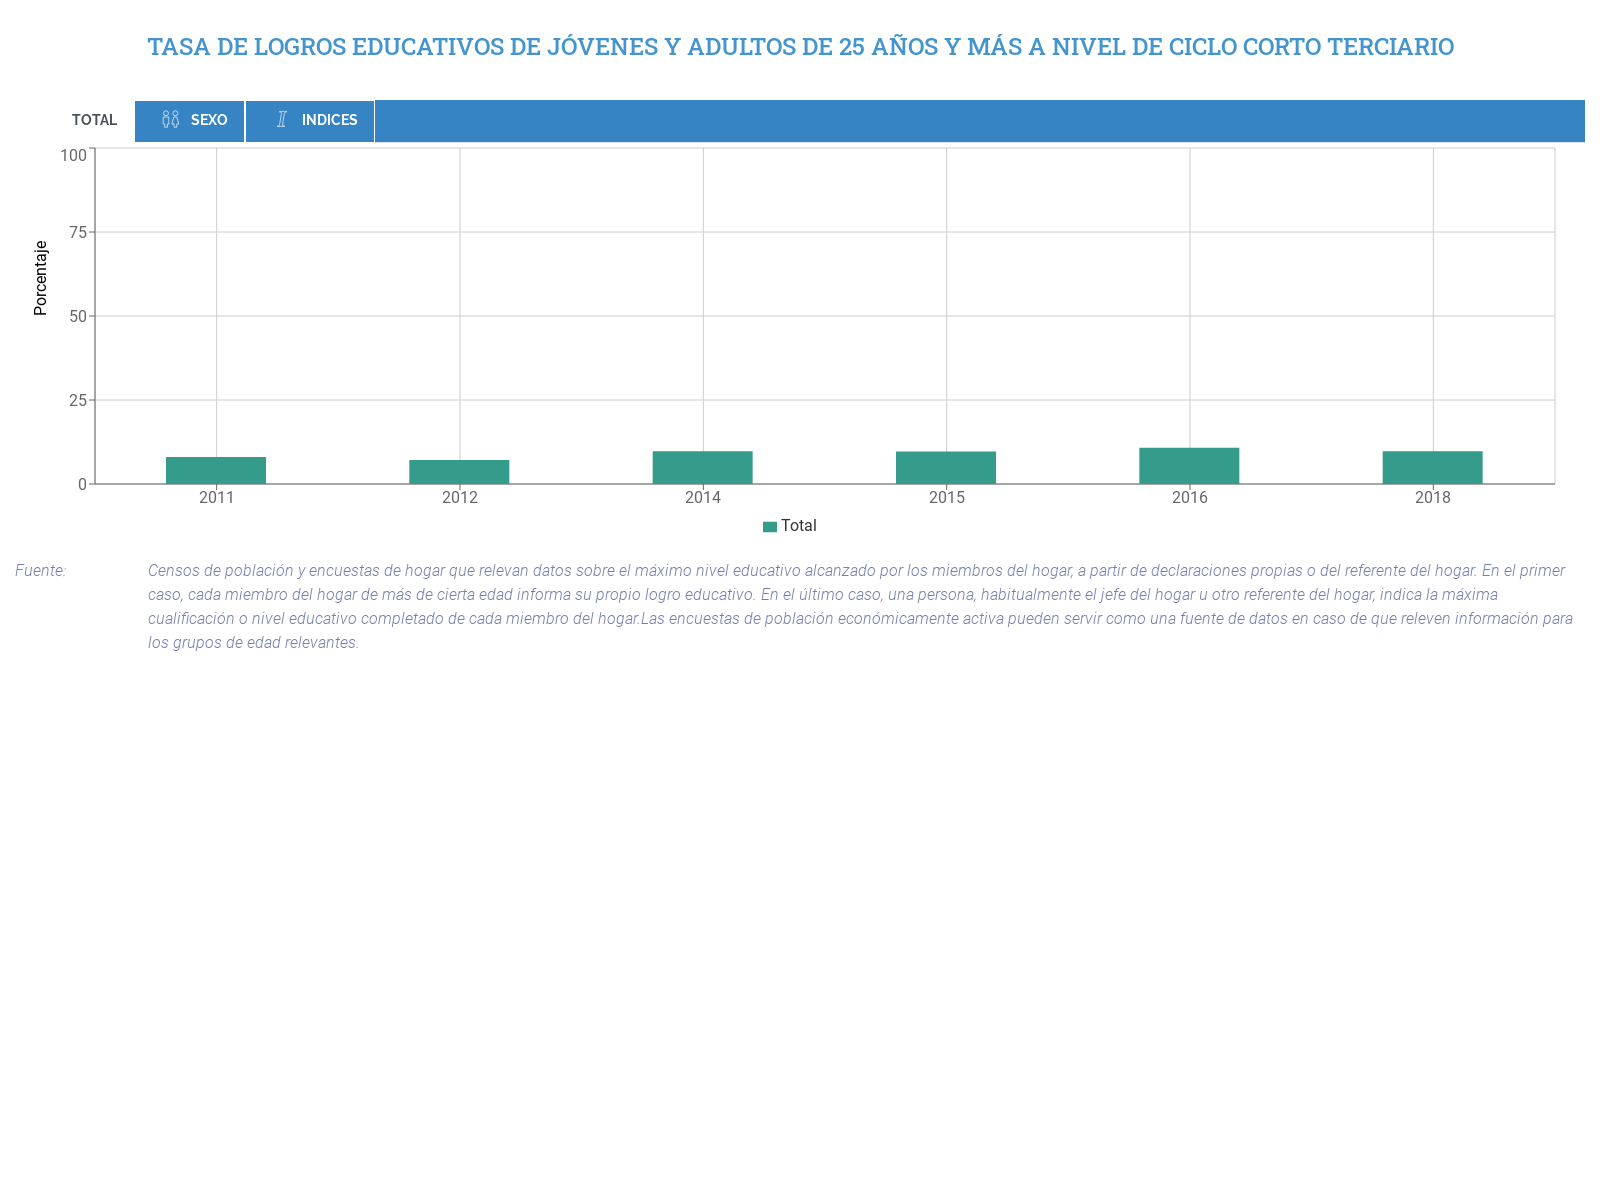 TASA DE LOGROS EDUCATIVOS DE JÓVENES Y ADULTOS DE 25 AÑOS Y MÁS A NIVEL DE CICLO CORTO TERCIARIO
TOTAL SEXO INDICES
100
75
50
25
0
Porcentaje
2011 2012 2014 2015 2016 2018
Total
Fuente: Censos de población y encuestas de hogar que relevan datos sobre el máximo nivel educativo alcanzado por los miembros del hogar, a partir de declaraciones propias o del referente del hogar. En el primer
caso, cada miembro del hogar de más de cierta edad informa su propio logro educativo. En el último caso, una persona, habitualmente el jefe del hogar u otro referente del hogar, indica la máxima
cualificación o nivel educativo completado de cada miembro del hogar.Las encuestas de población económicamente activa pueden servir como una fuente de datos en caso de que releven información para
los grupos de edad relevantes.